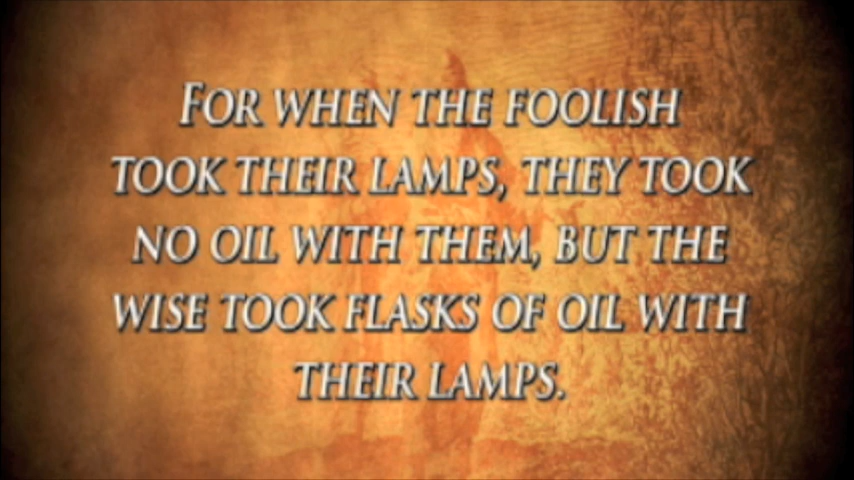 FOR WHEN THE FOOLISH
TOOK THEIR LAMPS, THEY TOOK
NO OIL WITH THEM, BUT THE
WISE TOOK FLASKS OF OIL WITH
THEIR LAMPS.